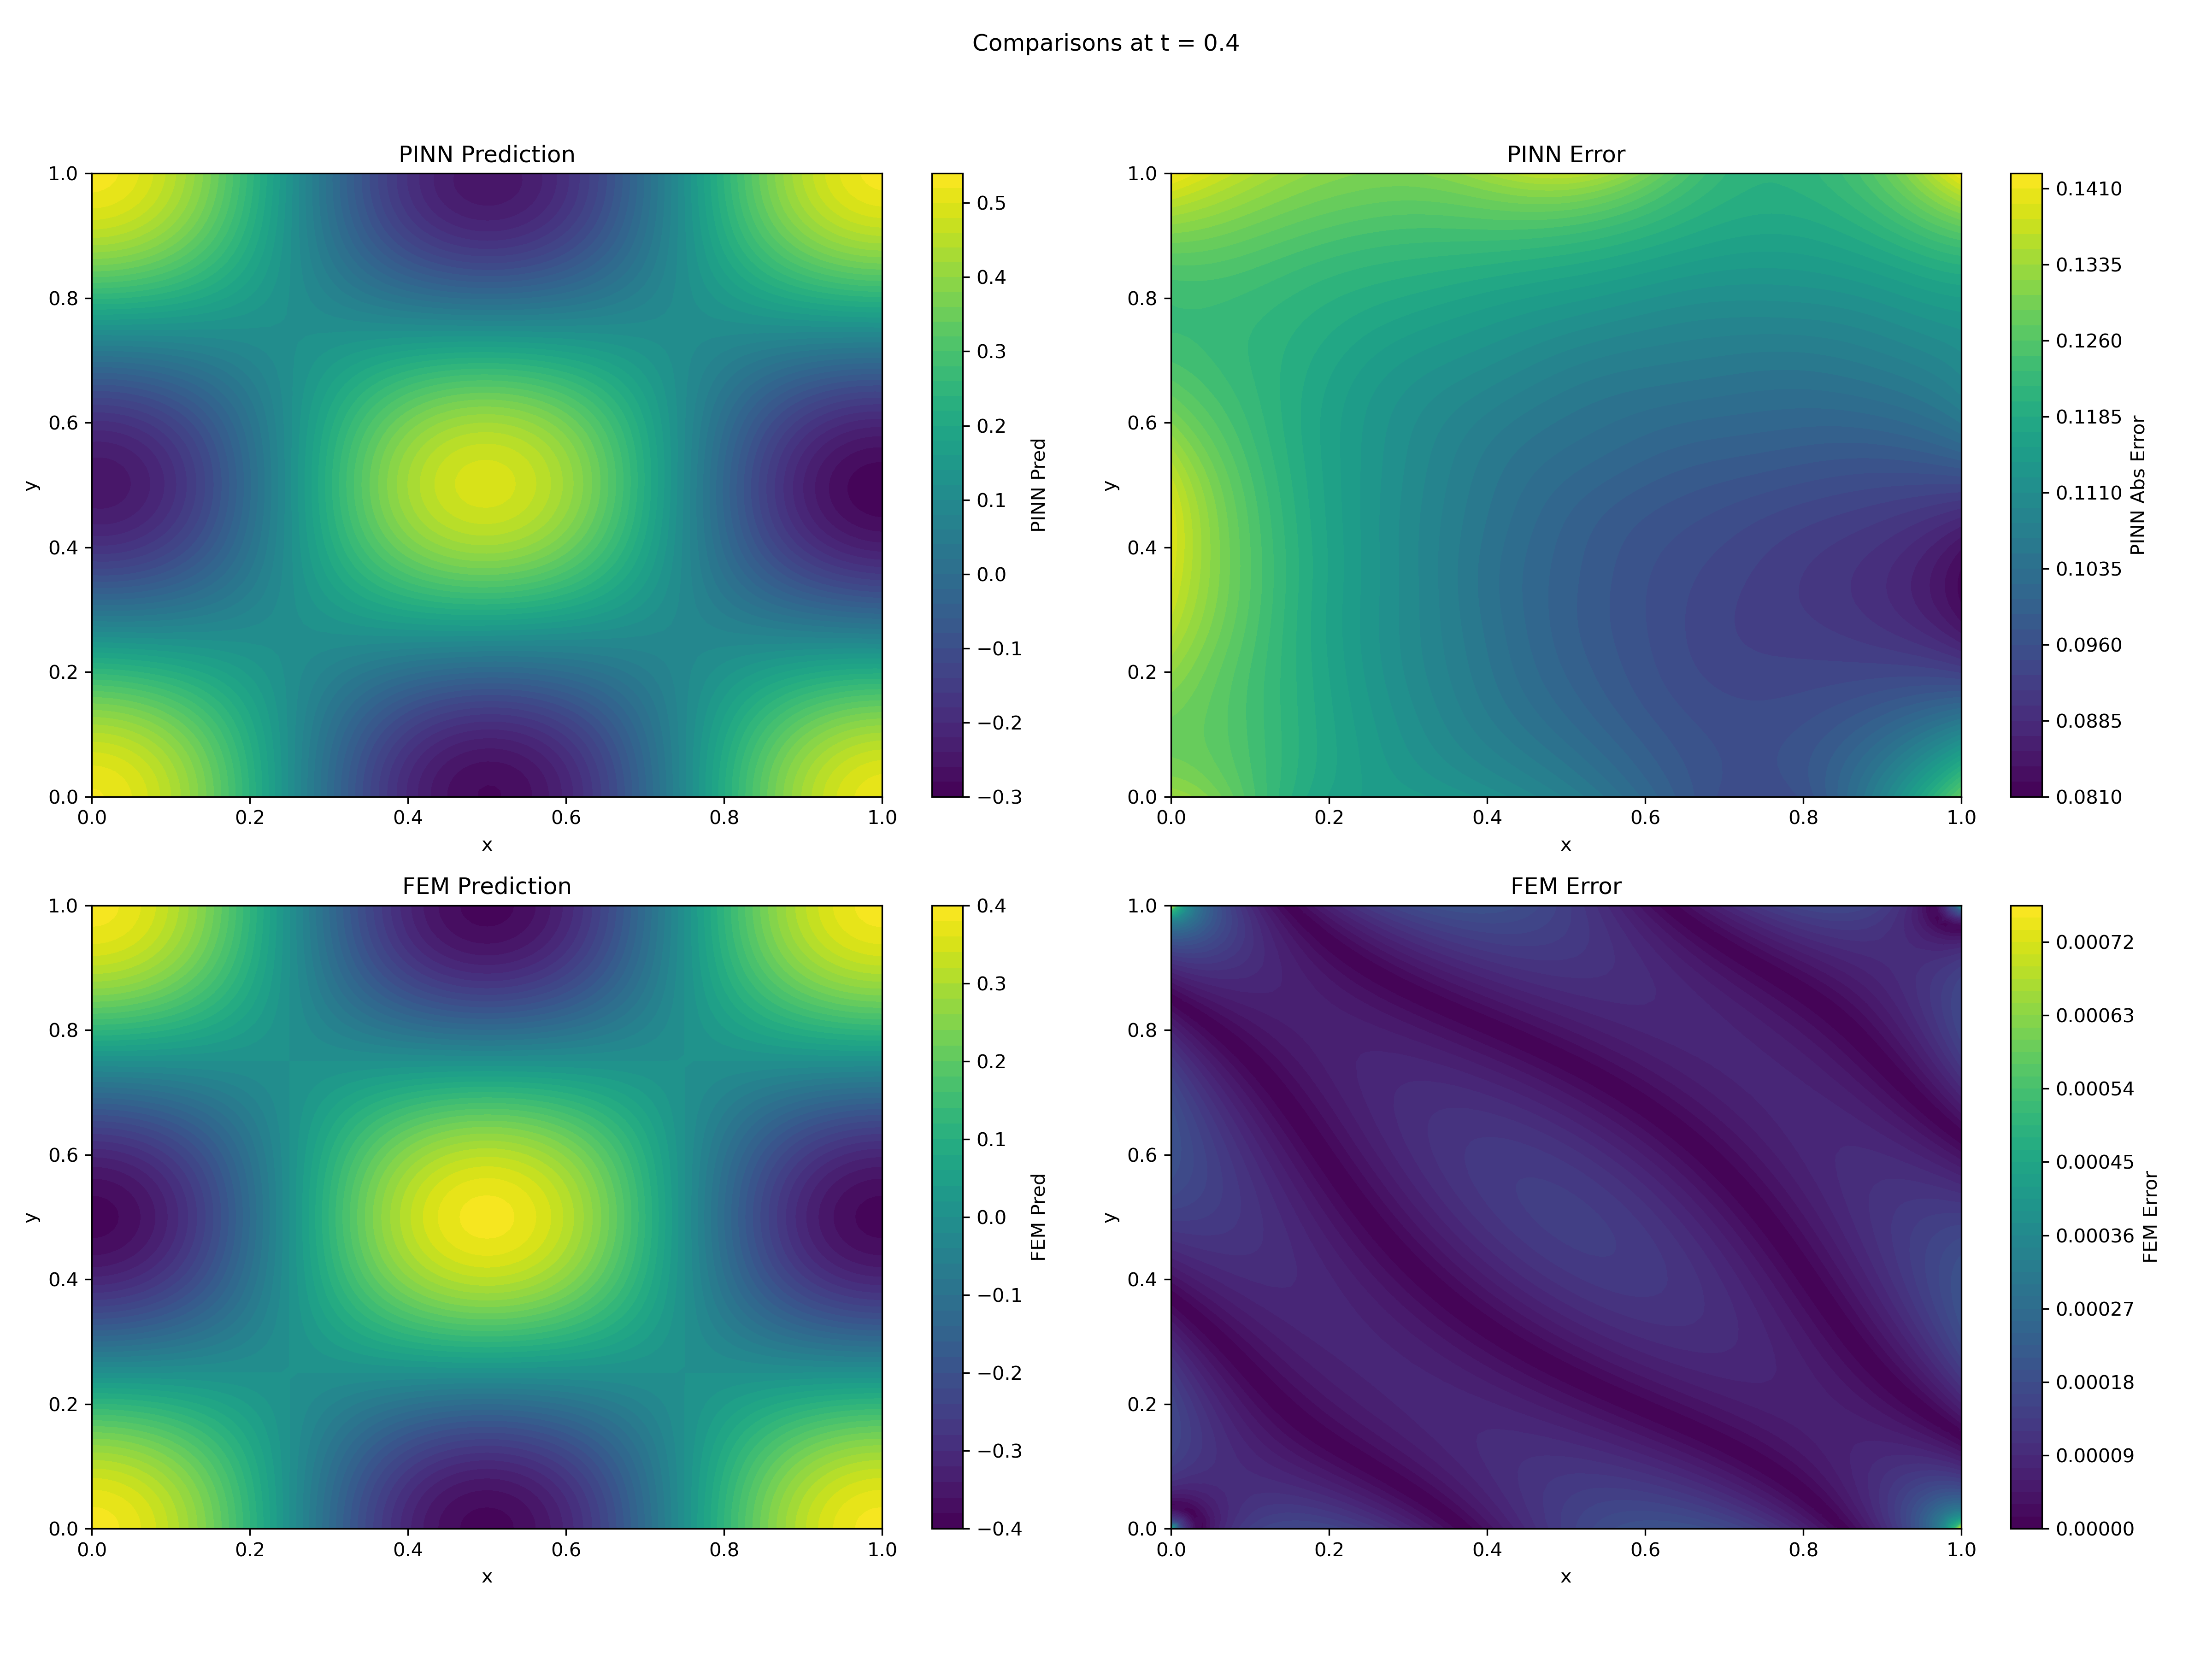 Comparisons at t = 0.4
PINN Prediction
1.0
0.8
0.6
0.4
0.2
0.0
y
0.0 0.2 0.4 0.6 0.8 1.0
x
0.5
0.4
0.3
0.2
0.1
0.0
−0.1
−0.2
−0.3
PINN Pred
PINN Error
1.0
0.8
0.6
0.4
0.2
0.0
y
0.0 0.2 0.4 0.6 0.8 1.0
x
0.1410
0.1335
0.1260
0.1185
0.1110
0.1035
0.0960
0.0885
0.0810
PINN Abs Error
FEM Prediction
1.0
0.8
0.6
0.4
0.2
0.0
y
0.0 0.2 0.4 0.6 0.8 1.0
x
0.4
0.3
0.2
0.1
0.0
−0.1
−0.2
−0.3
−0.4
FEM Pred
FEM Error
1.0
0.8
0.6
0.4
0.2
0.0
y
0.0 0.2 0.4 0.6 0.8 1.0
x
0.00072
0.00063
0.00054
0.00045
0.00036
0.00027
0.00018
0.00009
0.00000
FEM Error